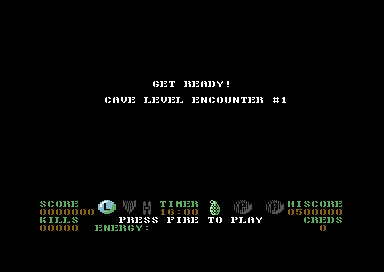 GET READY!
CAVE LEVEL ENCOUNTER #1
SCORE L H TIMER HISCORE
0000000 16:00 0500000
KILLS PRESS FIRE TO PLAY CREDS
00000 ENERGY: 0